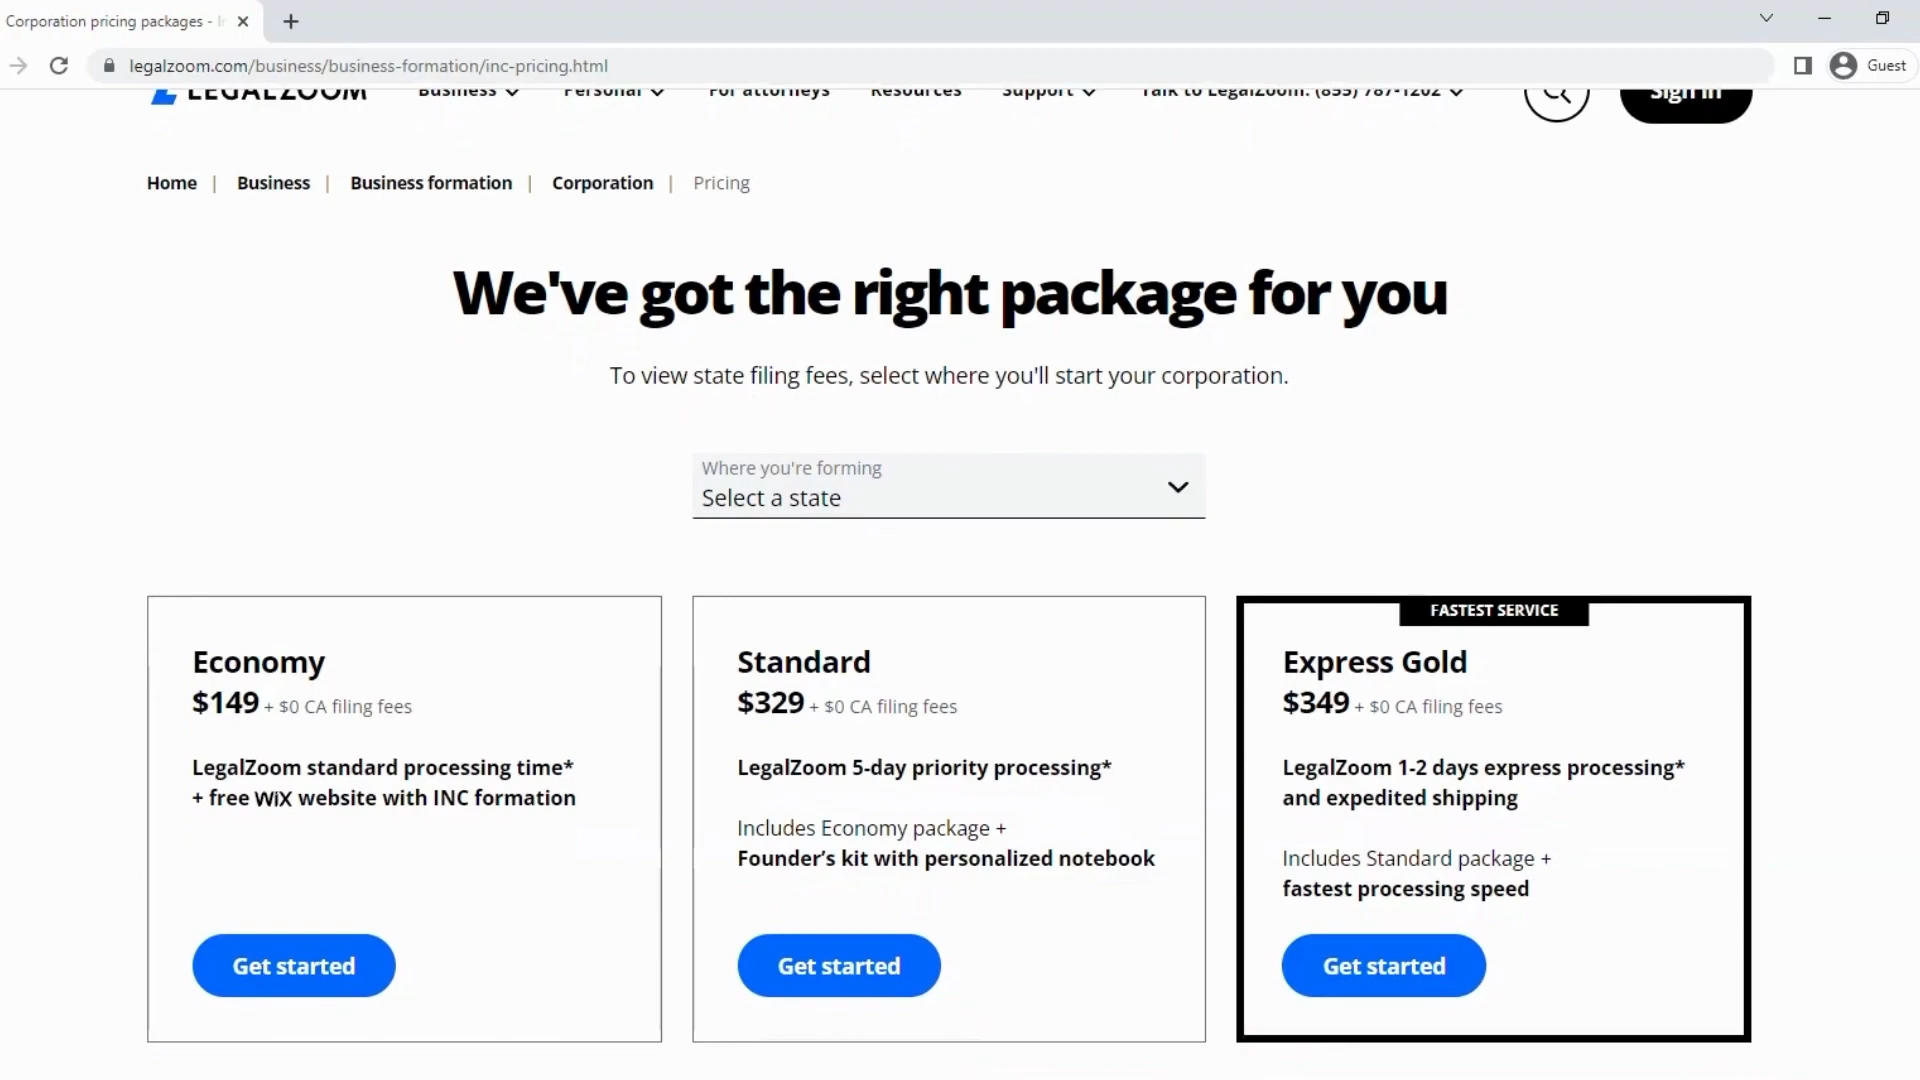 Corporation pricing packages - In
legalzoom.com/business/business-formation/inc-pricing.html
Guest
LEGALZOOM Business Personal For attorneys Resources Support Talk to LegalZoom: (855) 787-1202 Sign in
Home | Business | Business formation | Corporation | Pricing
We've got the right package for you
To view state filing fees, select where you'll start your corporation.
Where you're forming
Select a state
Economy
$149 + $0 CA filing fees
LegalZoom standard processing time*
+ free WiX website with INC formation
Get started
Standard
$329 + $0 CA filing fees
LegalZoom 5-day priority processing*
Includes Economy package +
Founder’s kit with personalized notebook
Get started
FASTEST SERVICE
Express Gold
$349 + $0 CA filing fees
LegalZoom 1-2 days express processing*
and expedited shipping
Includes Standard package +
fastest processing speed
Get started